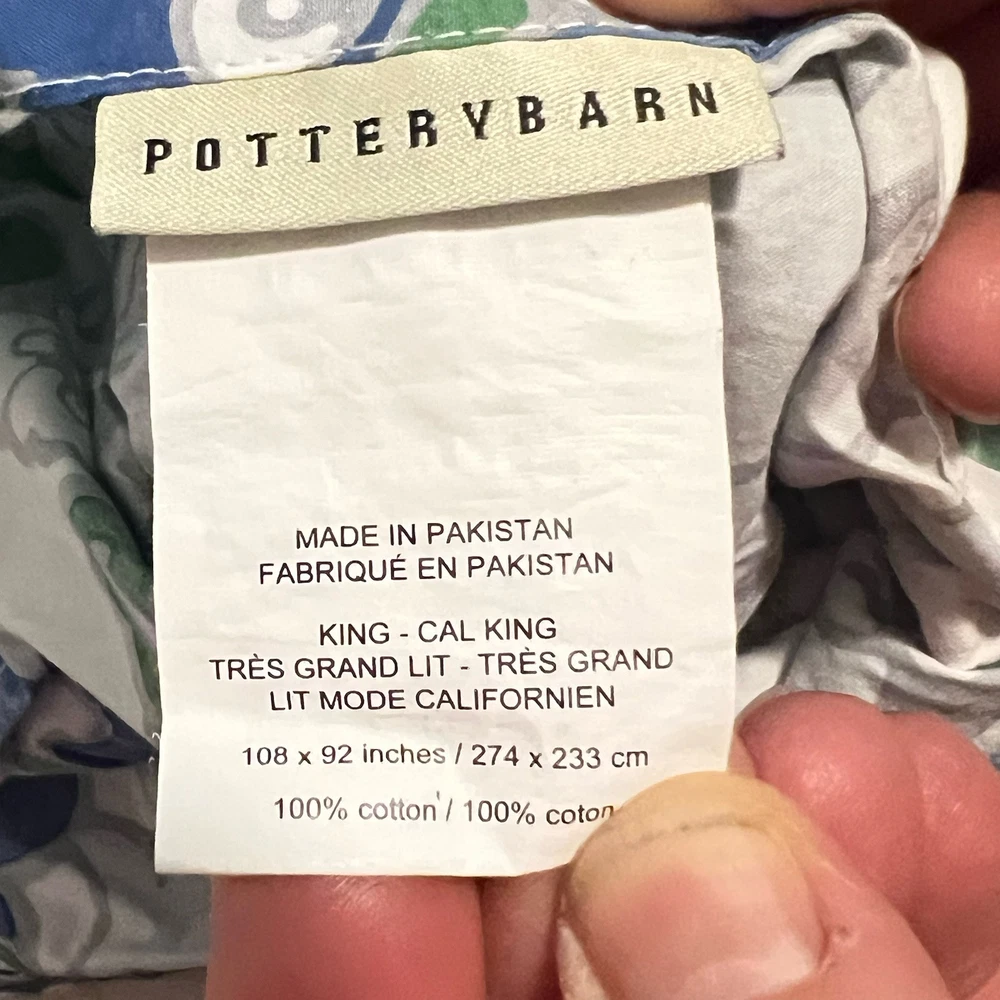 POTTERYBARN
MADE IN PAKISTAN
FABRIQUÉ EN PAKISTAN
KING - CAL KING
TRÈS GRAND LIT - TRÈS GRAND
LIT MODE CALIFORNIEN
108 x 92 inches / 274 x 233 cm
100% cotton / 100% coton